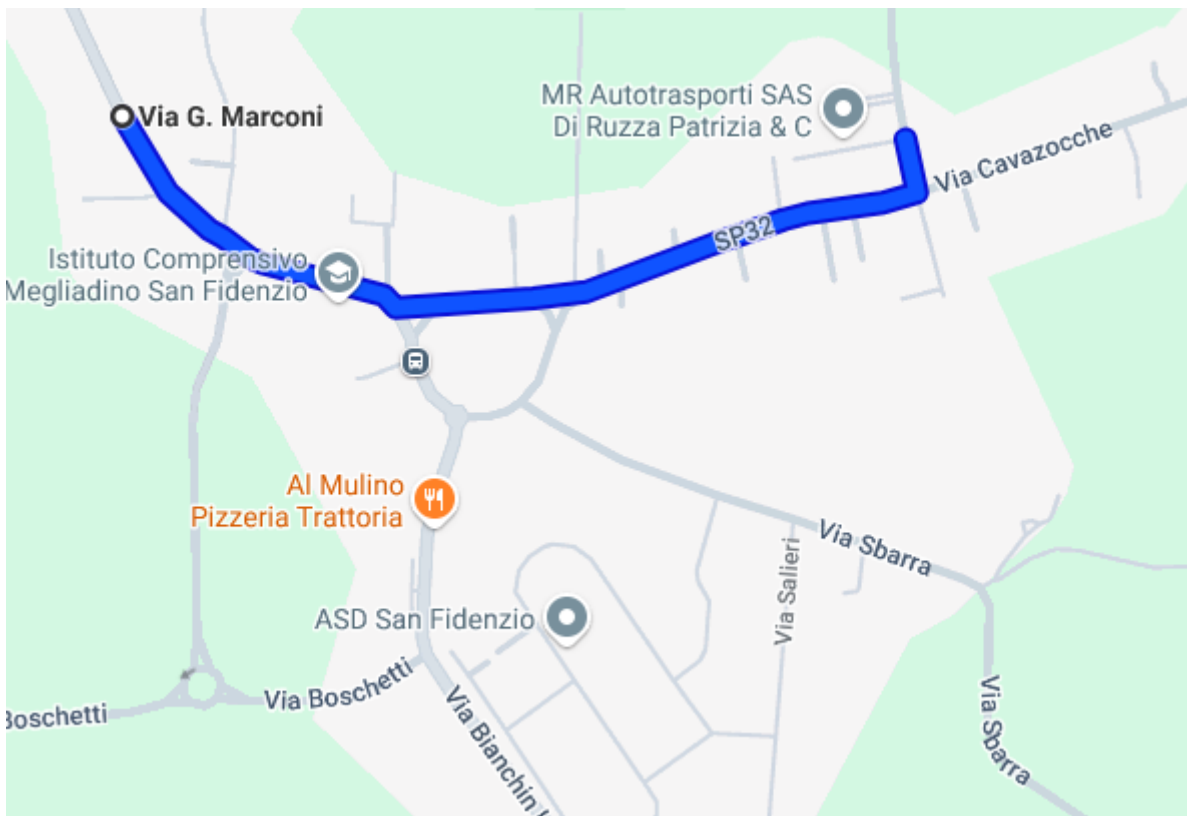 MR Autotrasporti SAS
Di Ruzza Patrizia & C
Via G. Marconi
Via Cavazocche
SP32
Istituto Comprensivo
Megliadino San Fidenzio
Al Mulino
Pizzeria Trattoria
Via Sbarra
Via Salieri
ASD San Fidenzio
Via Boschetti
Boschetti
Via Bianchin
Via Sbarra